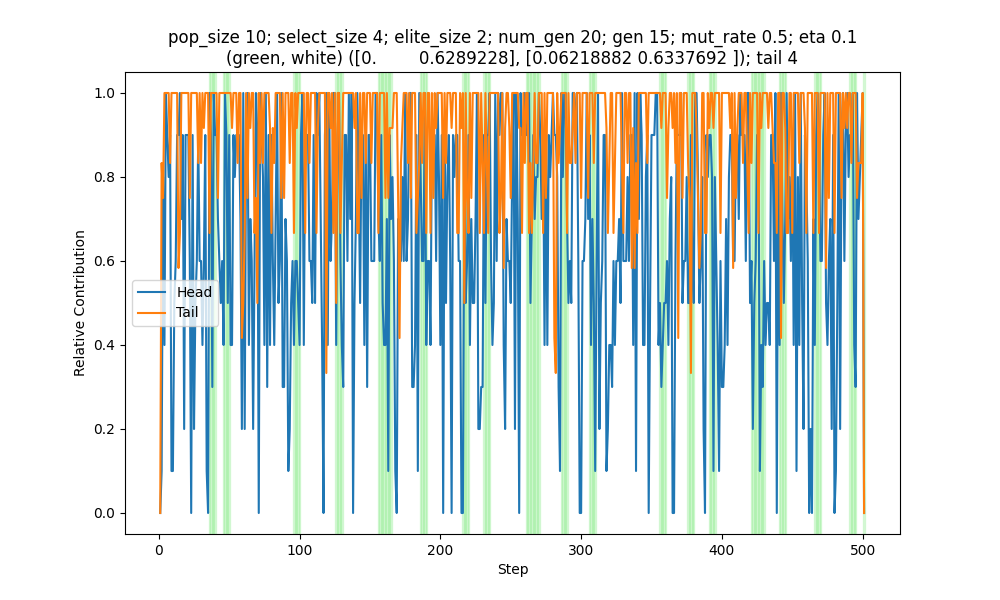 pop_size 10; select_size 4; elite_size 2; num_gen 20; gen 15; mut_rate 0.5; eta 0.1
(green, white) ([0.        0.6289228], [0.06218882 0.6337692 ]); tail 4
1.0
0.8
0.6
0.4
0.2
0.0
Relative Contribution
Head
Tail
0
100
200
300
400
500
Step